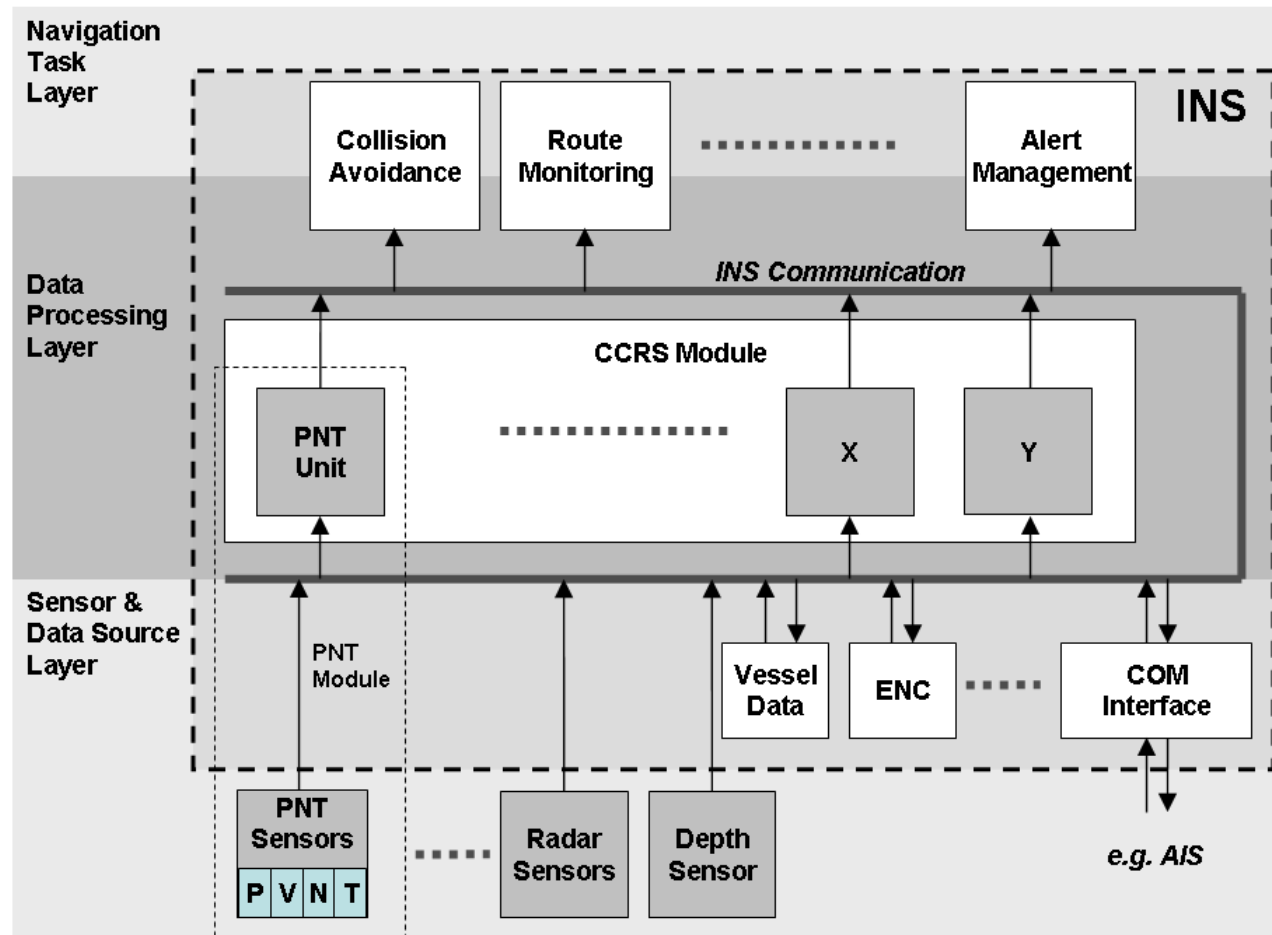 Navigation
Task
Layer
INS
Collision
Avoidance
Route
Monitoring
Alert
Management
INS Communication
Data
Processing
Layer
CCRS Module
PNT
Unit
X
Y
Sensor &
Data Source
Layer
PNT
Module
Vessel
Data
ENC
COM
Interface
PNT
Sensors
P V N T
Radar
Sensors
Depth
Sensor
e.g. AIS